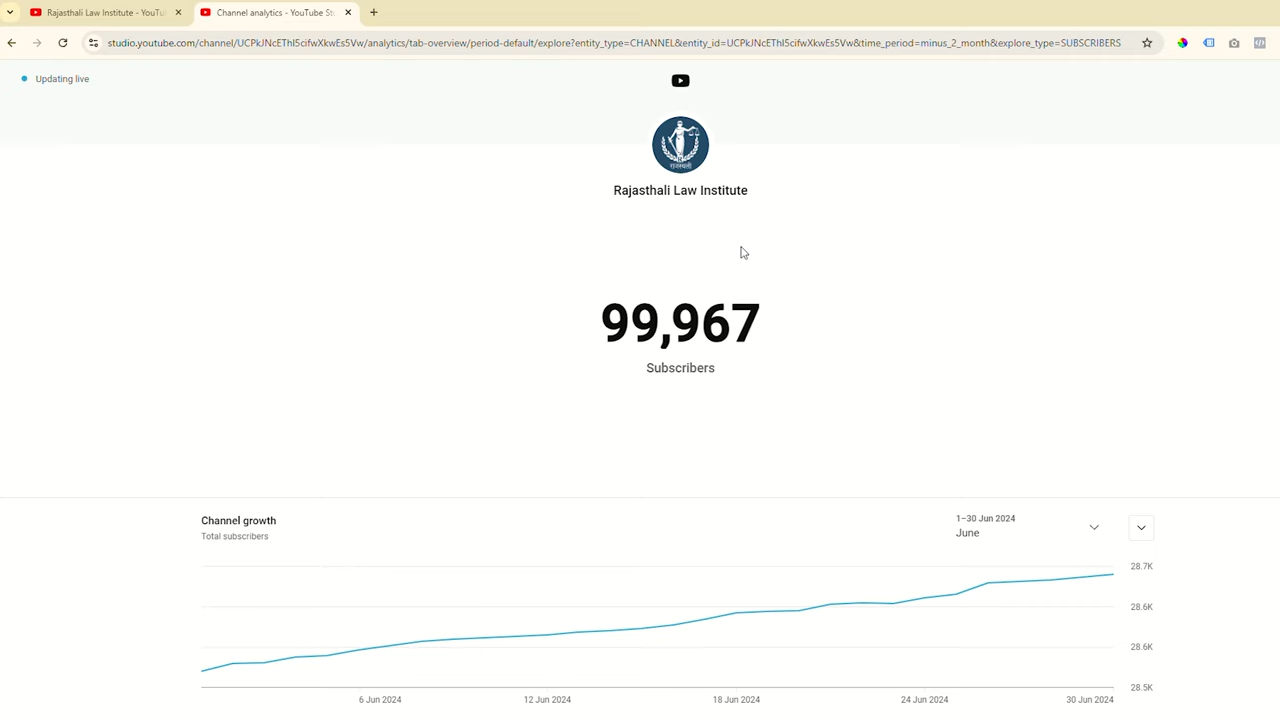 Rajasthali Law Institute - YouTu
Channel analytics - YouTube St
studio.youtube.com/channel/UCPkJNcEThI5cifwXkwEs5Vw/analytics/tab-overview/period-default/explore?entity_type=CHANNEL&entity_id=UCPkJNcEThI5cifwXkwEs5Vw&time_period=minus_2_month&explore_type=SUBSCRIBERS
Updating live
राजस्थली
Rajasthali Law Institute
99,967
Subscribers
Channel growth
Total subscribers
1–30 Jun 2024
June
28.7K
28.6K
28.6K
28.5K
6 Jun 2024
12 Jun 2024
18 Jun 2024
24 Jun 2024
30 Jun 2024